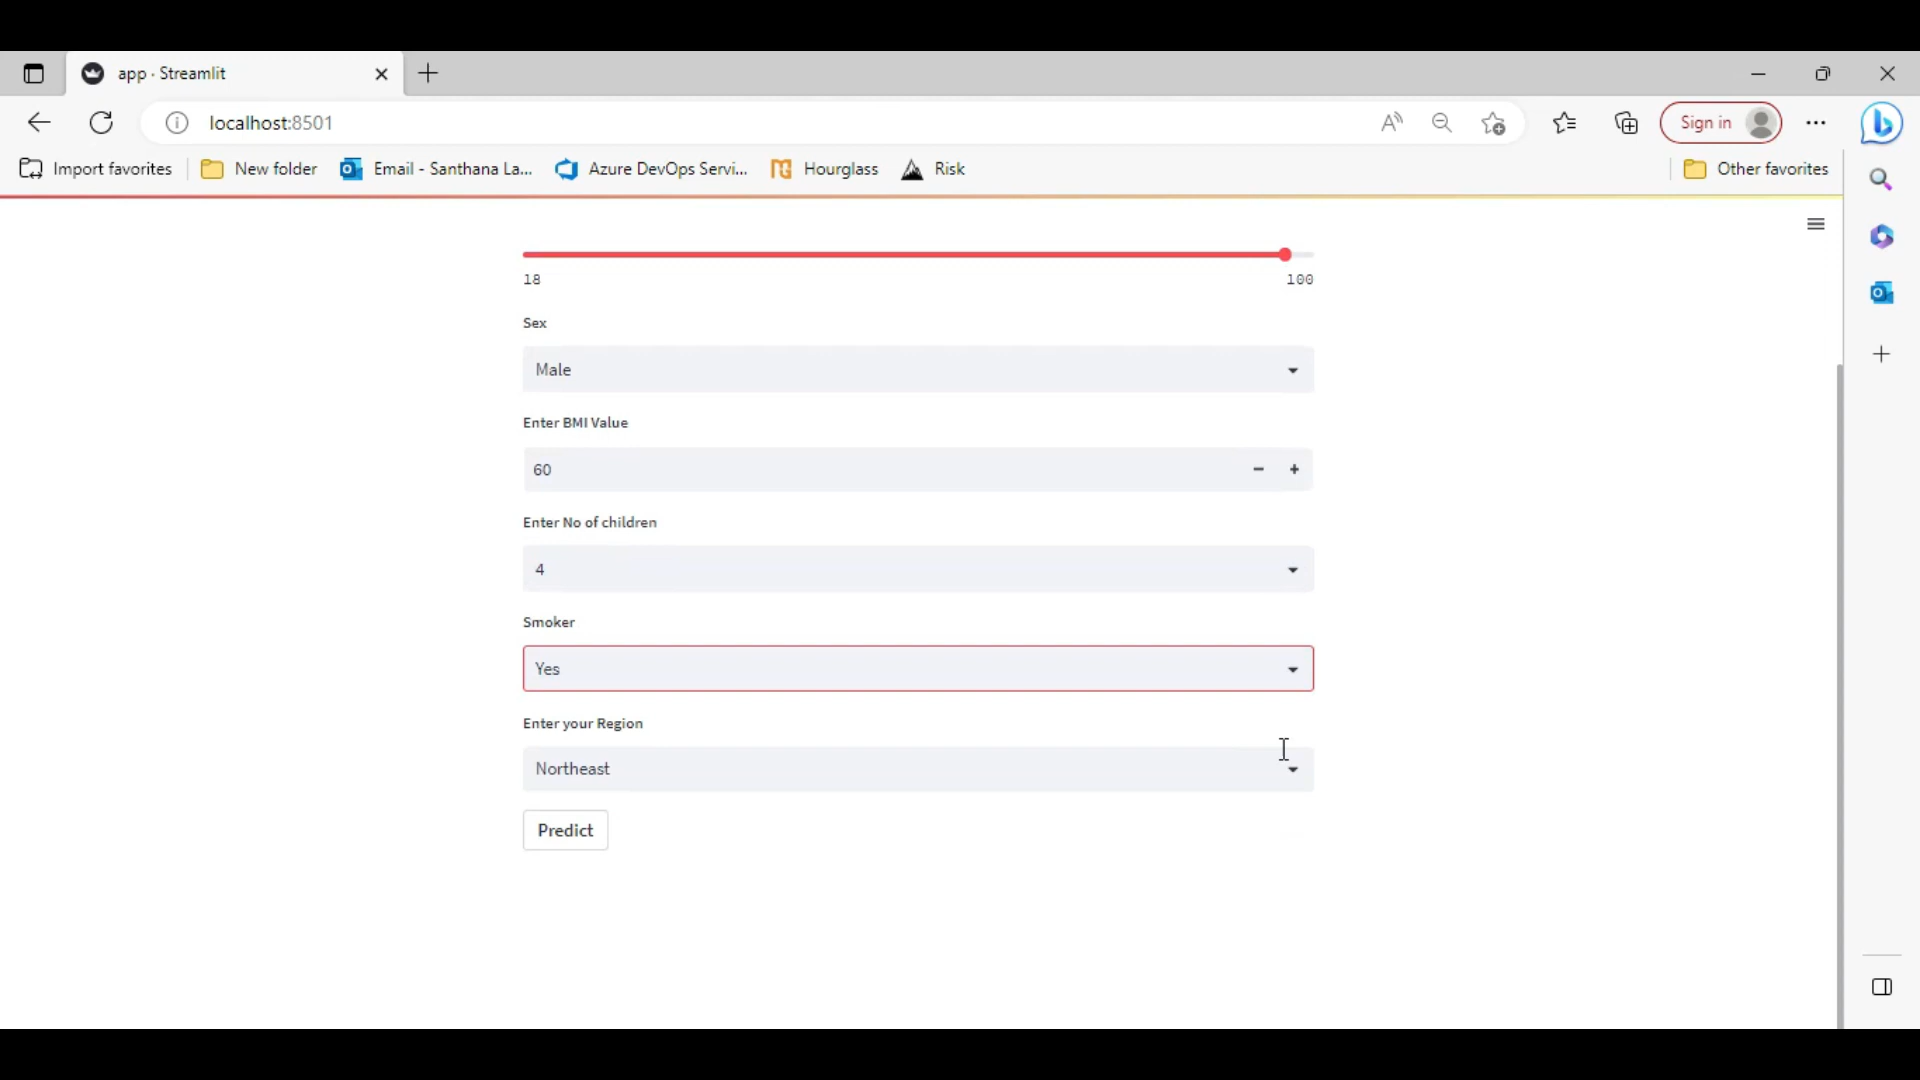 app · Streamlit
localhost:8501
Sign in
Import favorites
New folder
Email - Santhana La...
Azure DevOps Servi...
Hourglass
Risk
Other favorites
18
100
Sex
Male
Enter BMI Value
60
Enter No of children
4
Smoker
Yes
Enter your Region
Northeast
Predict